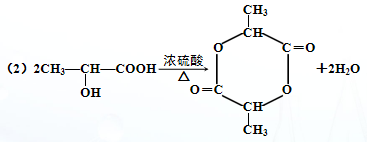 CH₃
CH
O C=O
(2) 2CH₃—CH—COOH 浓硫酸 △ +2H₂O
OH
O=C O
CH
CH₃